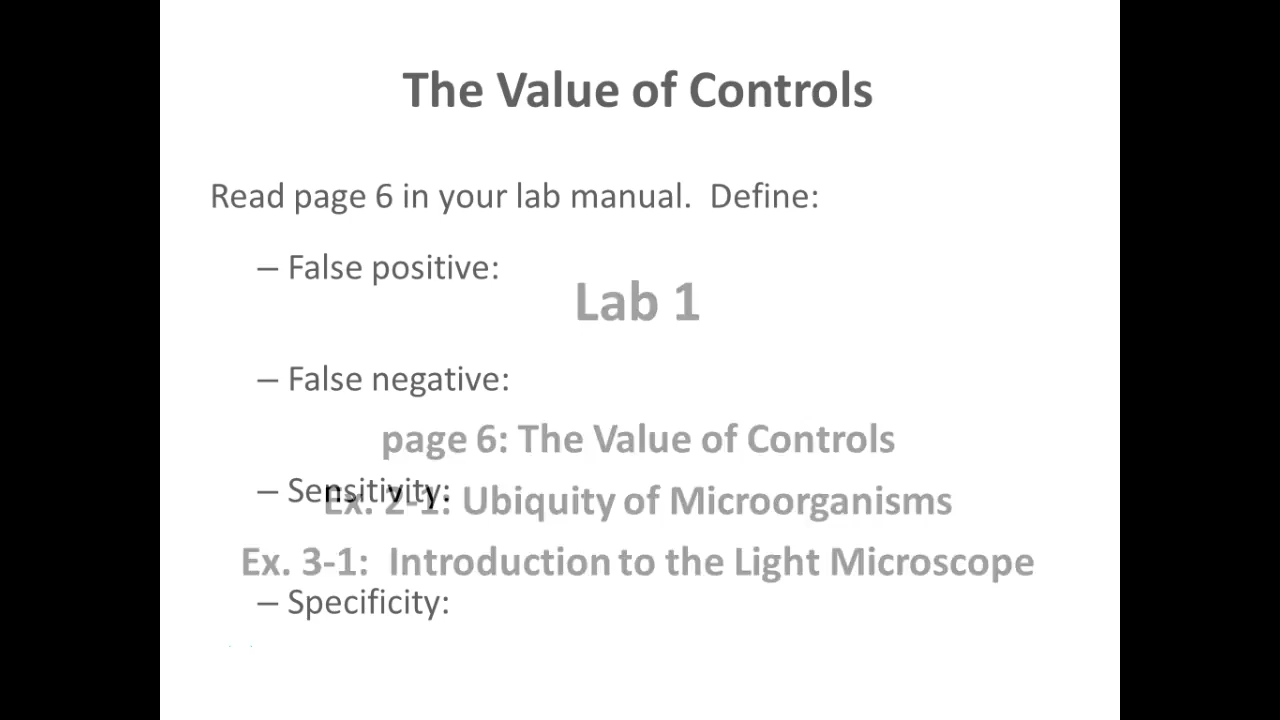 The Value of Controls
Read page 6 in your lab manual.  Define:
– False positive:
Lab 1
– False negative:
page 6: The Value of Controls
– Sensitivity:
Ex. 2-1: Ubiquity of Microorganisms
Ex. 3-1:  Introduction to the Light Microscope
– Specificity: